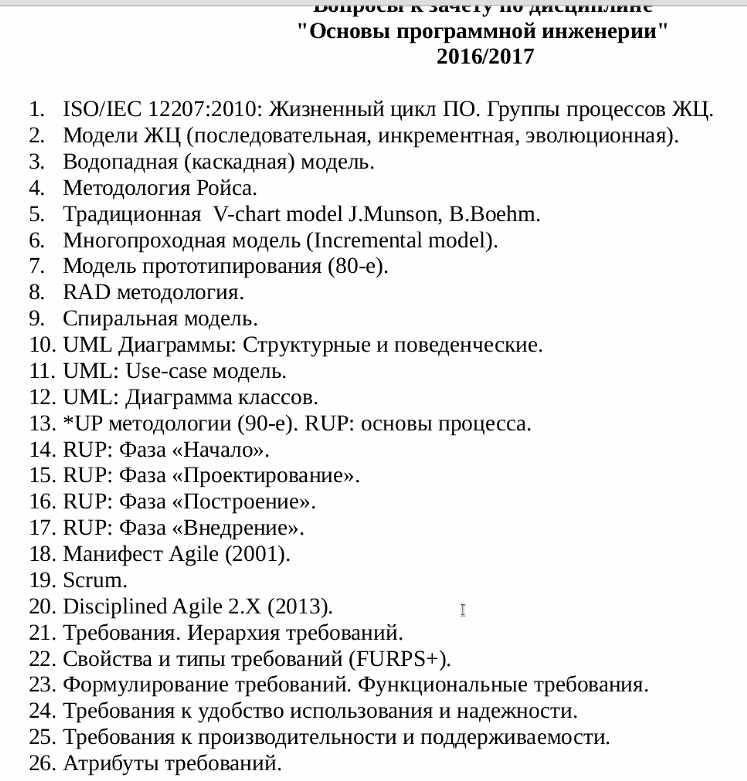 Вопросы к зачету по дисциплине
"Основы программной инженерии"
2016/2017
1. ISO/IEC 12207:2010: Жизненный цикл ПО. Группы процессов ЖЦ.
2. Модели ЖЦ (последовательная, инкрементная, эволюционная).
3. Водопадная (каскадная) модель.
4. Методология Ройса.
5. Традиционная V-chart model J.Munson, B.Boehm.
6. Многопроходная модель (Incremental model).
7. Модель прототипирования (80-е).
8. RAD методология.
9. Спиральная модель.
10. UML Диаграммы: Структурные и поведенческие.
11. UML: Use-case модель.
12. UML: Диаграмма классов.
13. *UP методологии (90-е). RUP: основы процесса.
14. RUP: Фаза «Начало».
15. RUP: Фаза «Проектирование».
16. RUP: Фаза «Построение».
17. RUP: Фаза «Внедрение».
18. Манифест Agile (2001).
19. Scrum.
20. Disciplined Agile 2.X (2013).
21. Требования. Иерархия требований.
22. Свойства и типы требований (FURPS+).
23. Формулирование требований. Функциональные требования.
24. Требования к удобство использования и надежности.
25. Требования к производительности и поддерживаемости.
26. Атрибуты требований.